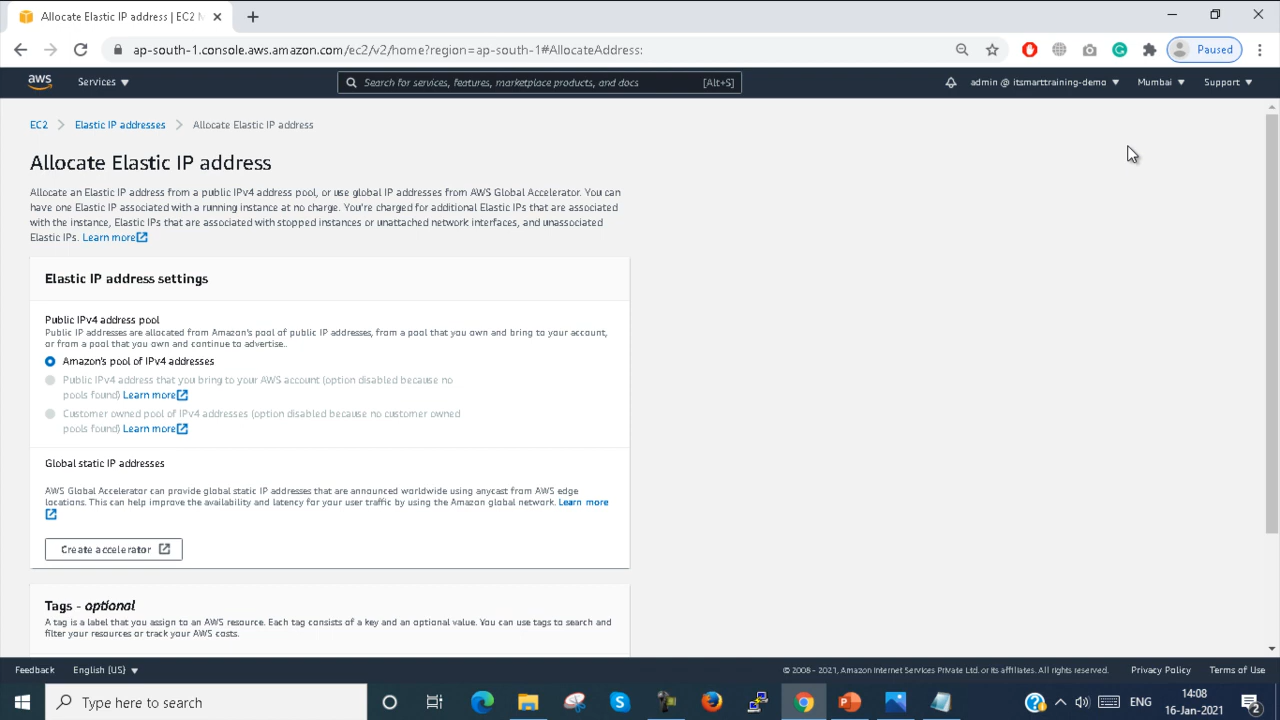 Allocate Elastic IP address | EC2 M
ap-south-1.console.aws.amazon.com/ec2/v2/home?region=ap-south-1#AllocateAddress:
Paused
aws
Services
Search for services, features, marketplace products, and docs
[Alt+S]
admin @ itsmarttraining-demo
Mumbai
Support
EC2
Elastic IP addresses
Allocate Elastic IP address
Allocate Elastic IP address
Allocate an Elastic IP address from a public IPv4 address pool, or use global IP addresses from AWS Global Accelerator. You can
have one Elastic IP associated with a running instance at no charge. You're charged for additional Elastic IPs that are associated
with the instance, Elastic IPs that are associated with stopped instances or unattached network interfaces, and unassociated
Elastic IPs. Learn more
Elastic IP address settings
Public IPv4 address pool
Public IP addresses are allocated from Amazon's pool of public IP addresses, from a pool that you own and bring to your account,
or from a pool that you own and continue to advertise..
Amazon's pool of IPv4 addresses
Public IPv4 address that you bring to your AWS account (option disabled because no
pools found) Learn more
Customer owned pool of IPv4 addresses (option disabled because no customer owned
pools found) Learn more
Global static IP addresses
AWS Global Accelerator can provide global static IP addresses that are announced worldwide using anycast from AWS edge
locations. This can help improve the availability and latency for your user traffic by using the Amazon global network. Learn more
Create accelerator
Tags - optional
A tag is a label that you assign to an AWS resource. Each tag consists of a key and an optional value. You can use tags to search and
filter your resources or track your AWS costs.
Feedback
English (US)
© 2008 - 2021, Amazon Internet Services Private Ltd. or its affiliates. All rights reserved.
Privacy Policy
Terms of Use
Type here to search
ENG
14:08
16-Jan-2021
2